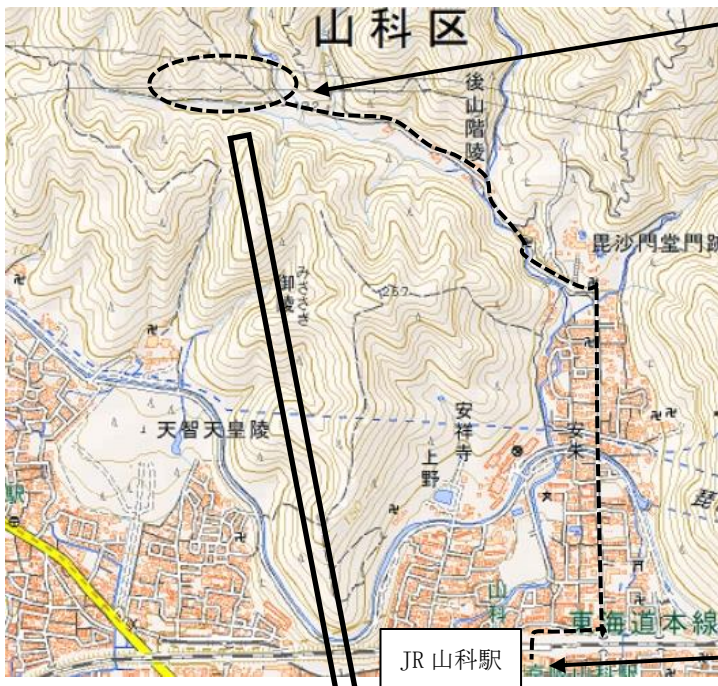 山科区
後山階陵
毘沙門堂門跡
みささぎ
御陵
257
天智天皇陵
安祥寺
上野
安朱
駅
山科
東海道本線
JR 山科駅